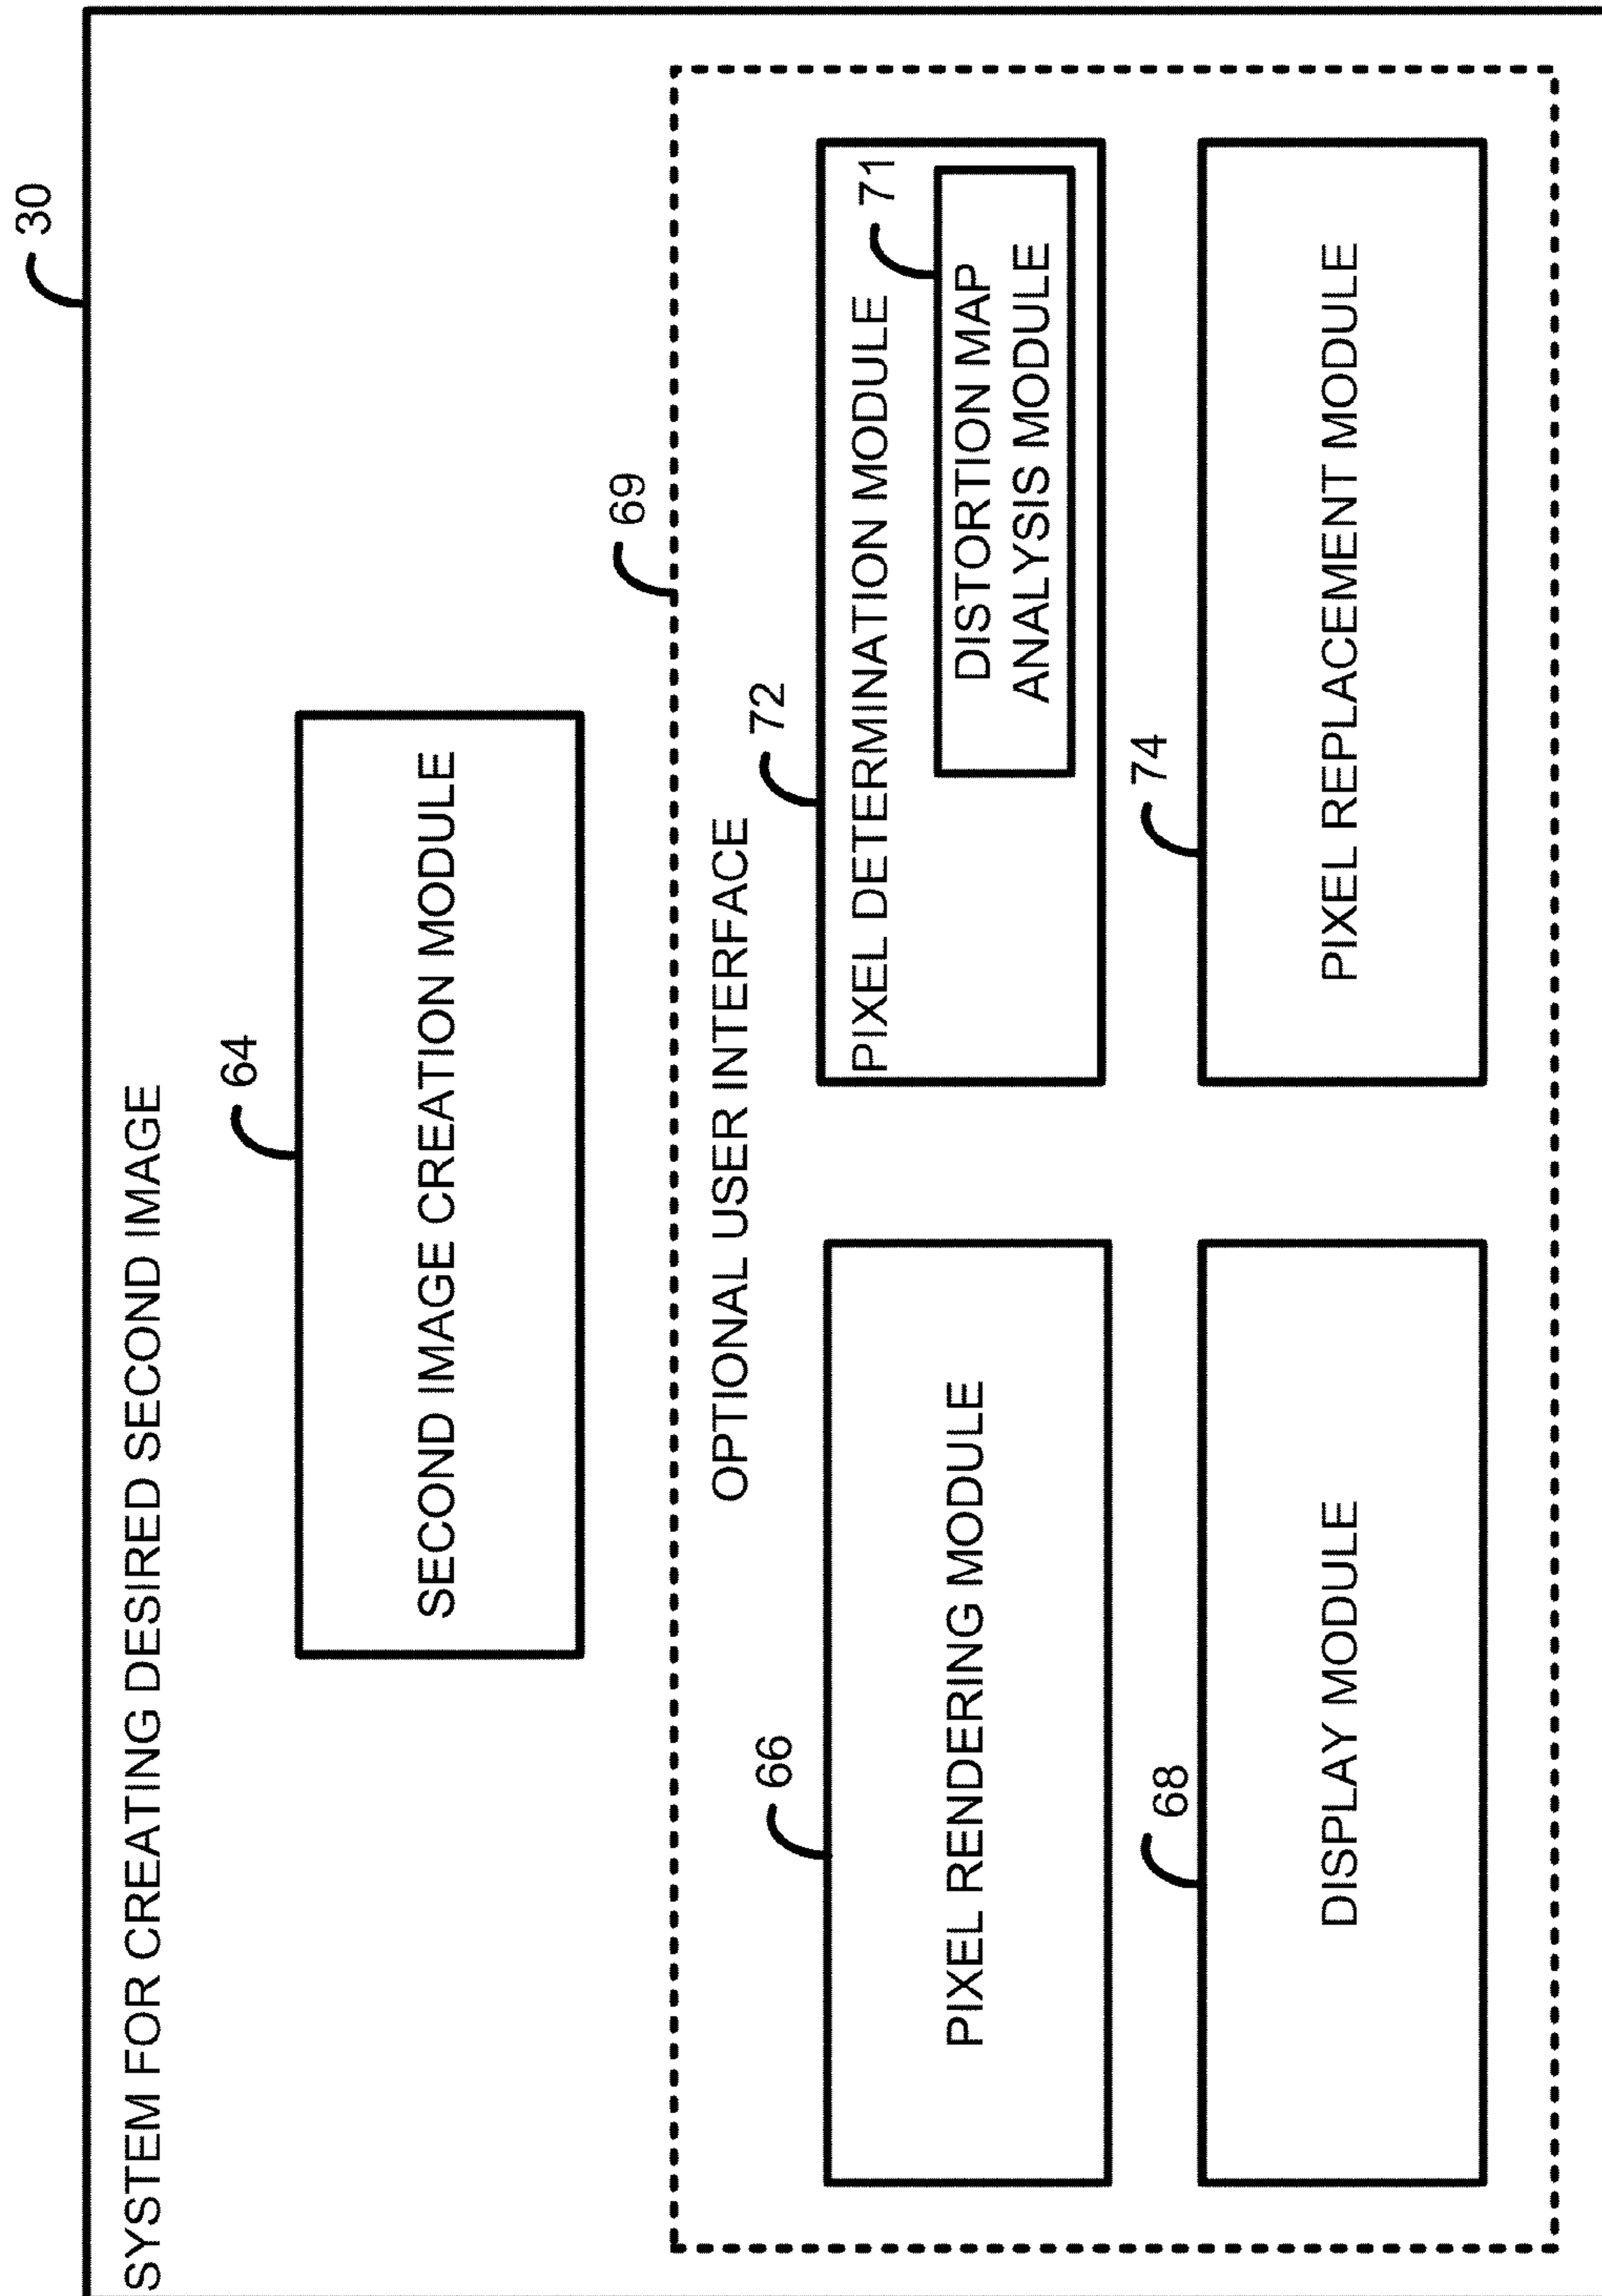 30
SYSTEM FOR CREATING DESIRED SECOND IMAGE
64
SECOND IMAGE CREATION MODULE
69
OPTIONAL USER INTERFACE
66
PIXEL RENDERING MODULE
72
PIXEL DETERMINATION MODULE
71
DISTORTION MAP
ANALYSIS MODULE
68
DISPLAY MODULE
74
PIXEL REPLACEMENT MODULE